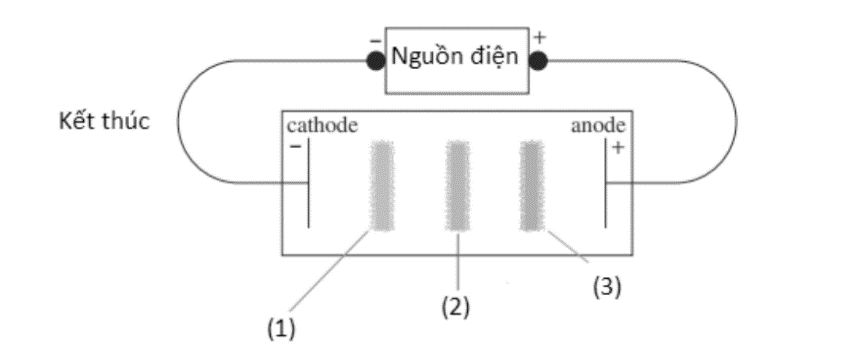 − Nguồn điện +
Kết thúc
cathode anode
− +
(1) (2) (3)